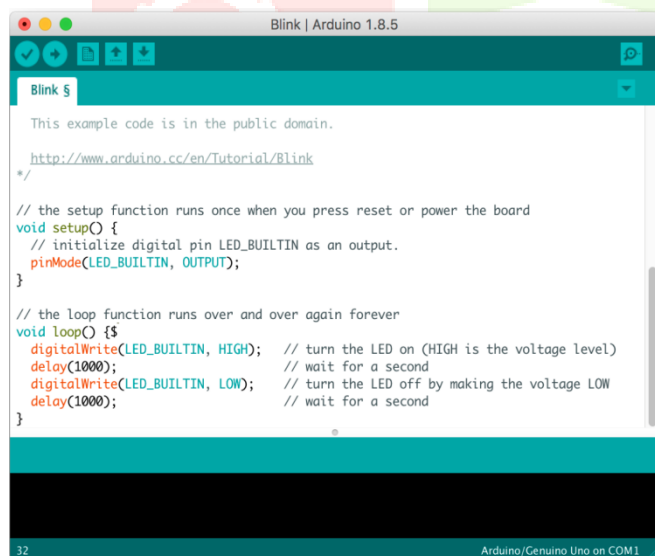 Blink | Arduino 1.8.5
Blink §
This example code is in the public domain.
http://www.arduino.cc/en/Tutorial/Blink
*/
// the setup function runs once when you press reset or power the board
void setup() {
// initialize digital pin LED_BUILTIN as an output.
pinMode(LED_BUILTIN, OUTPUT);
}
// the loop function runs over and over again forever
void loop() {$
digitalWrite(LED_BUILTIN, HIGH); // turn the LED on (HIGH is the voltage level)
delay(1000); // wait for a second
digitalWrite(LED_BUILTIN, LOW); // turn the LED off by making the voltage LOW
delay(1000); // wait for a second
}
32 Arduino/Genuino Uno on COM1